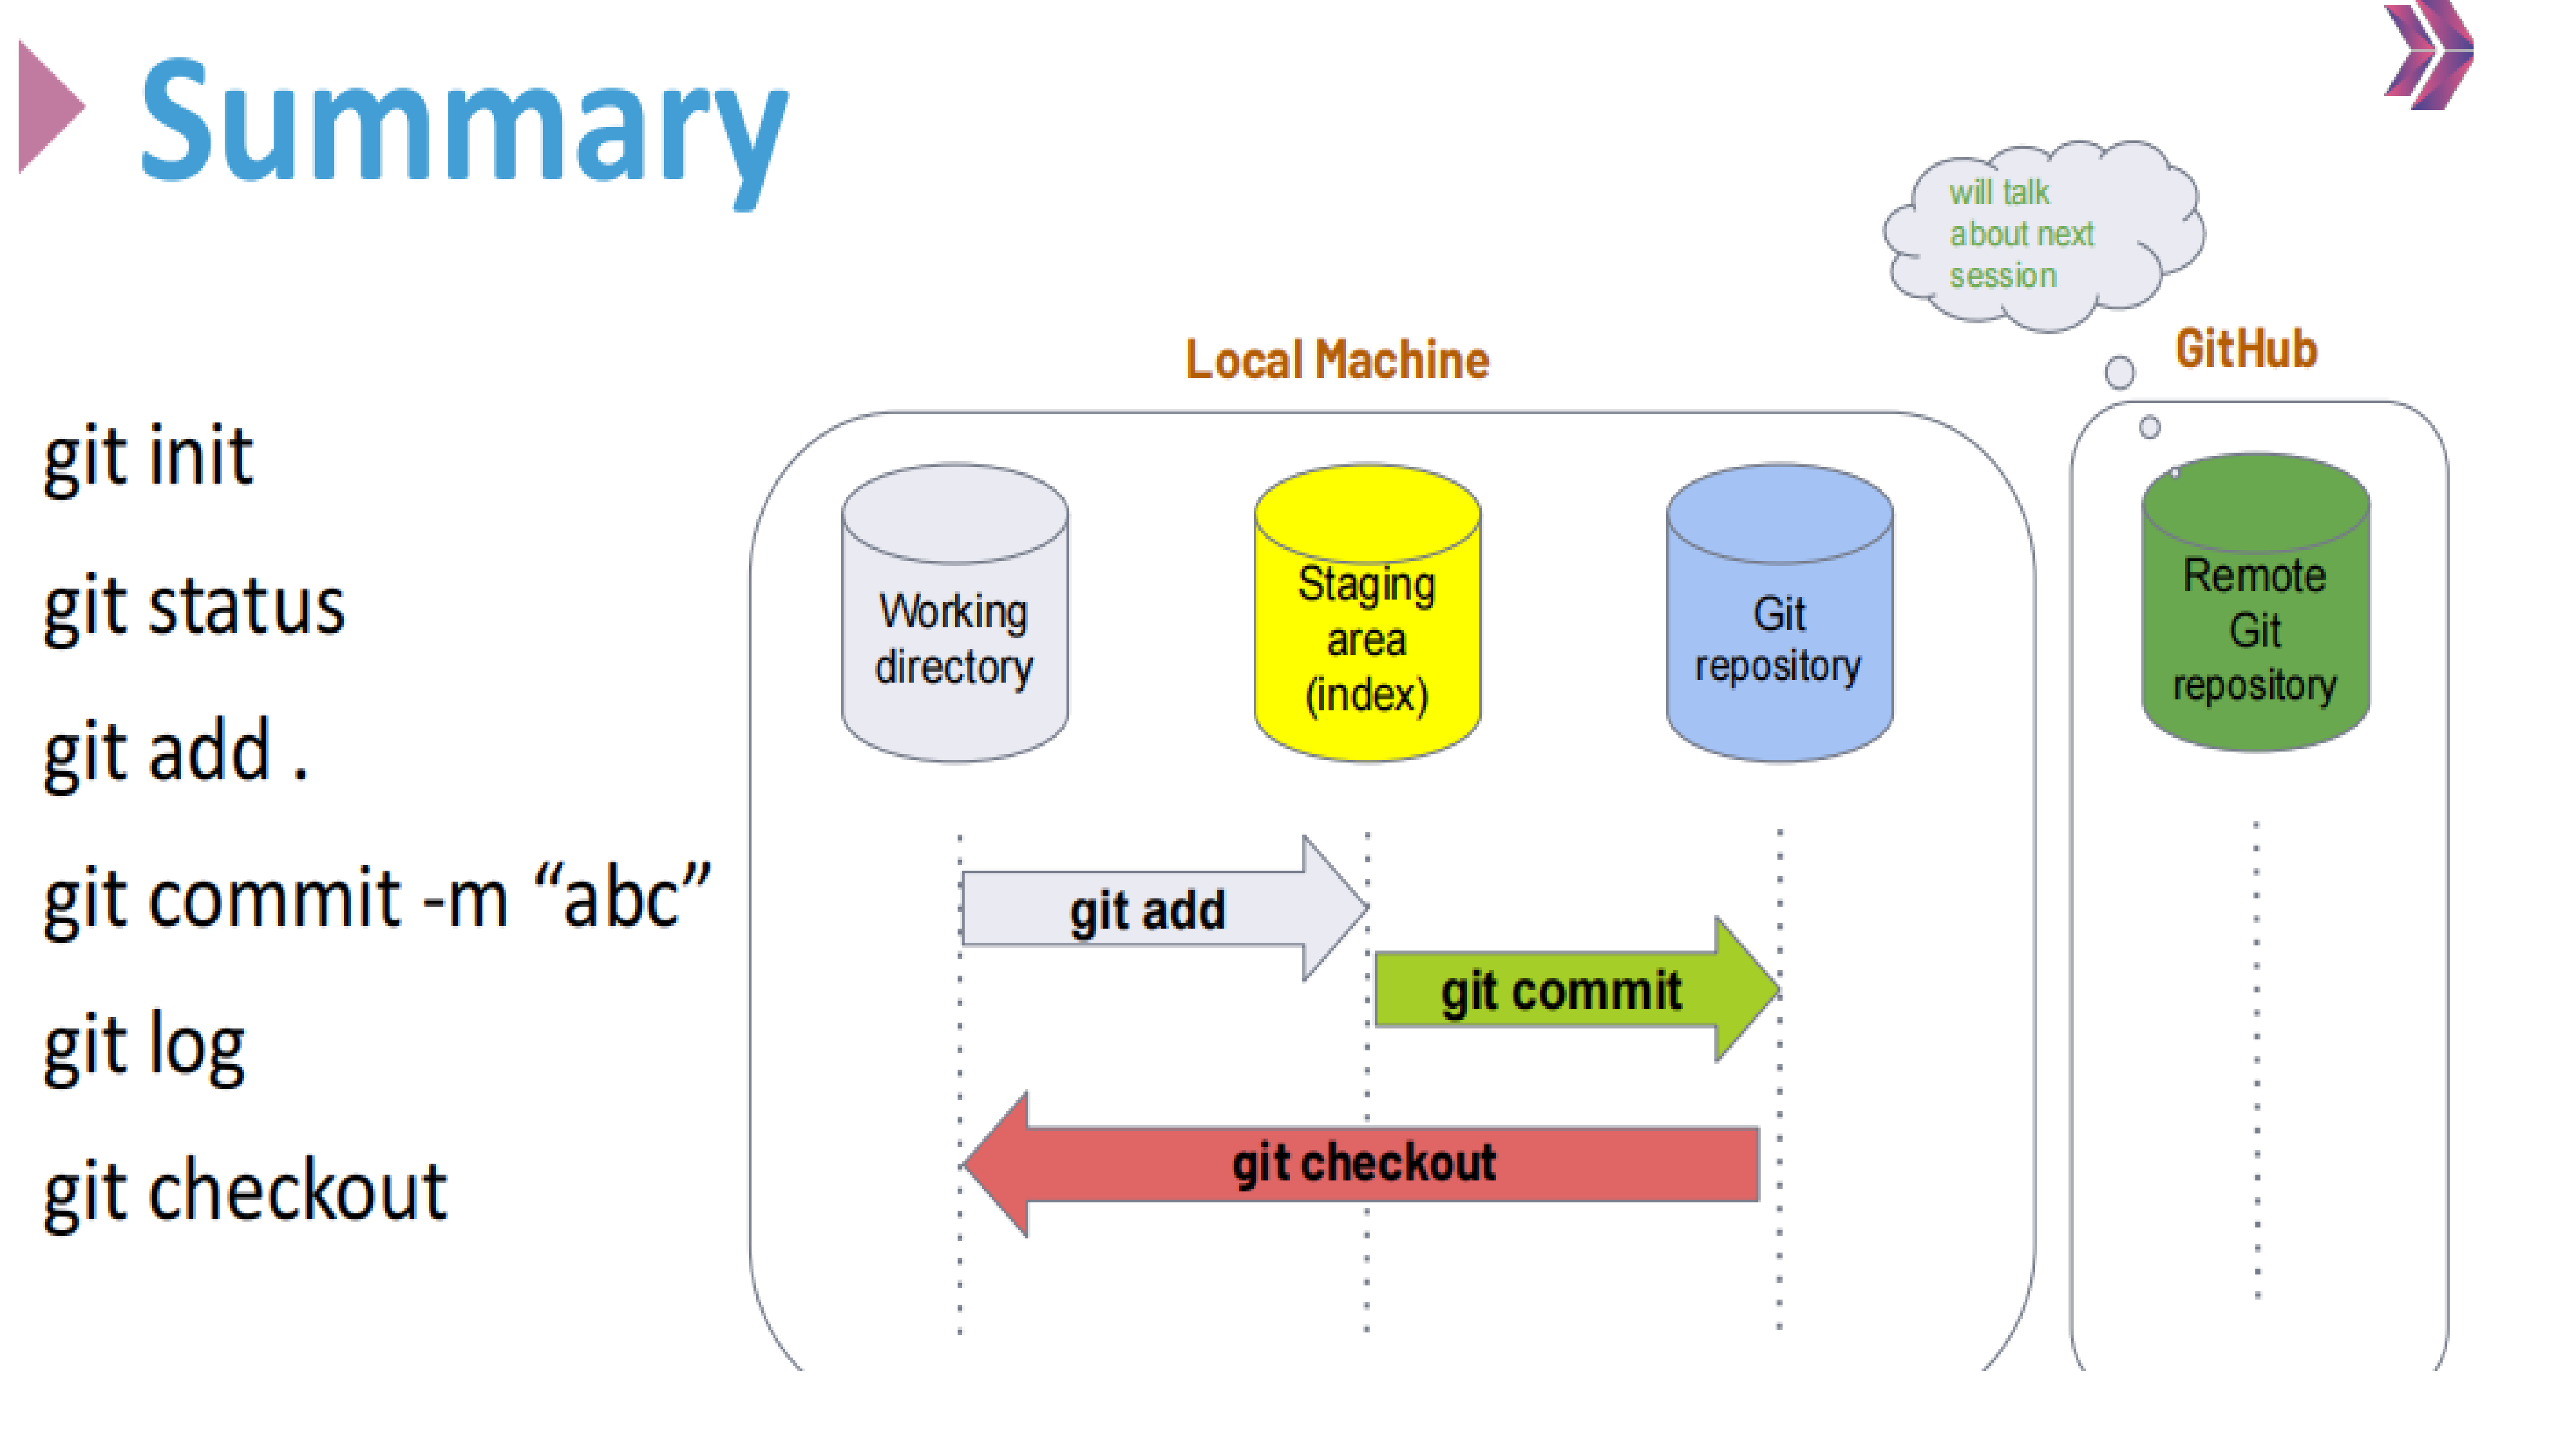 Summary
git init
git status
git add .
git commit -m “abc”
git log
git checkout
will talk
about next
session
Local Machine
GitHub
Working
directory
Staging
area
(index)
Git
repository
Remote
Git
repository
git add
git commit
git checkout